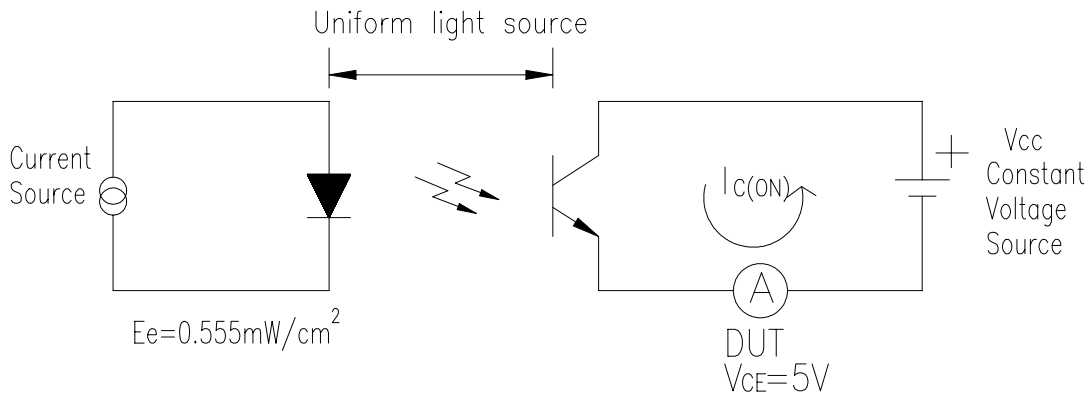 Uniform light source
Current
Source
IC(ON)
+
Vcc
Constant
Voltage
Source
A
Ee=0.555mW/cm²
DUT
VCE=5V